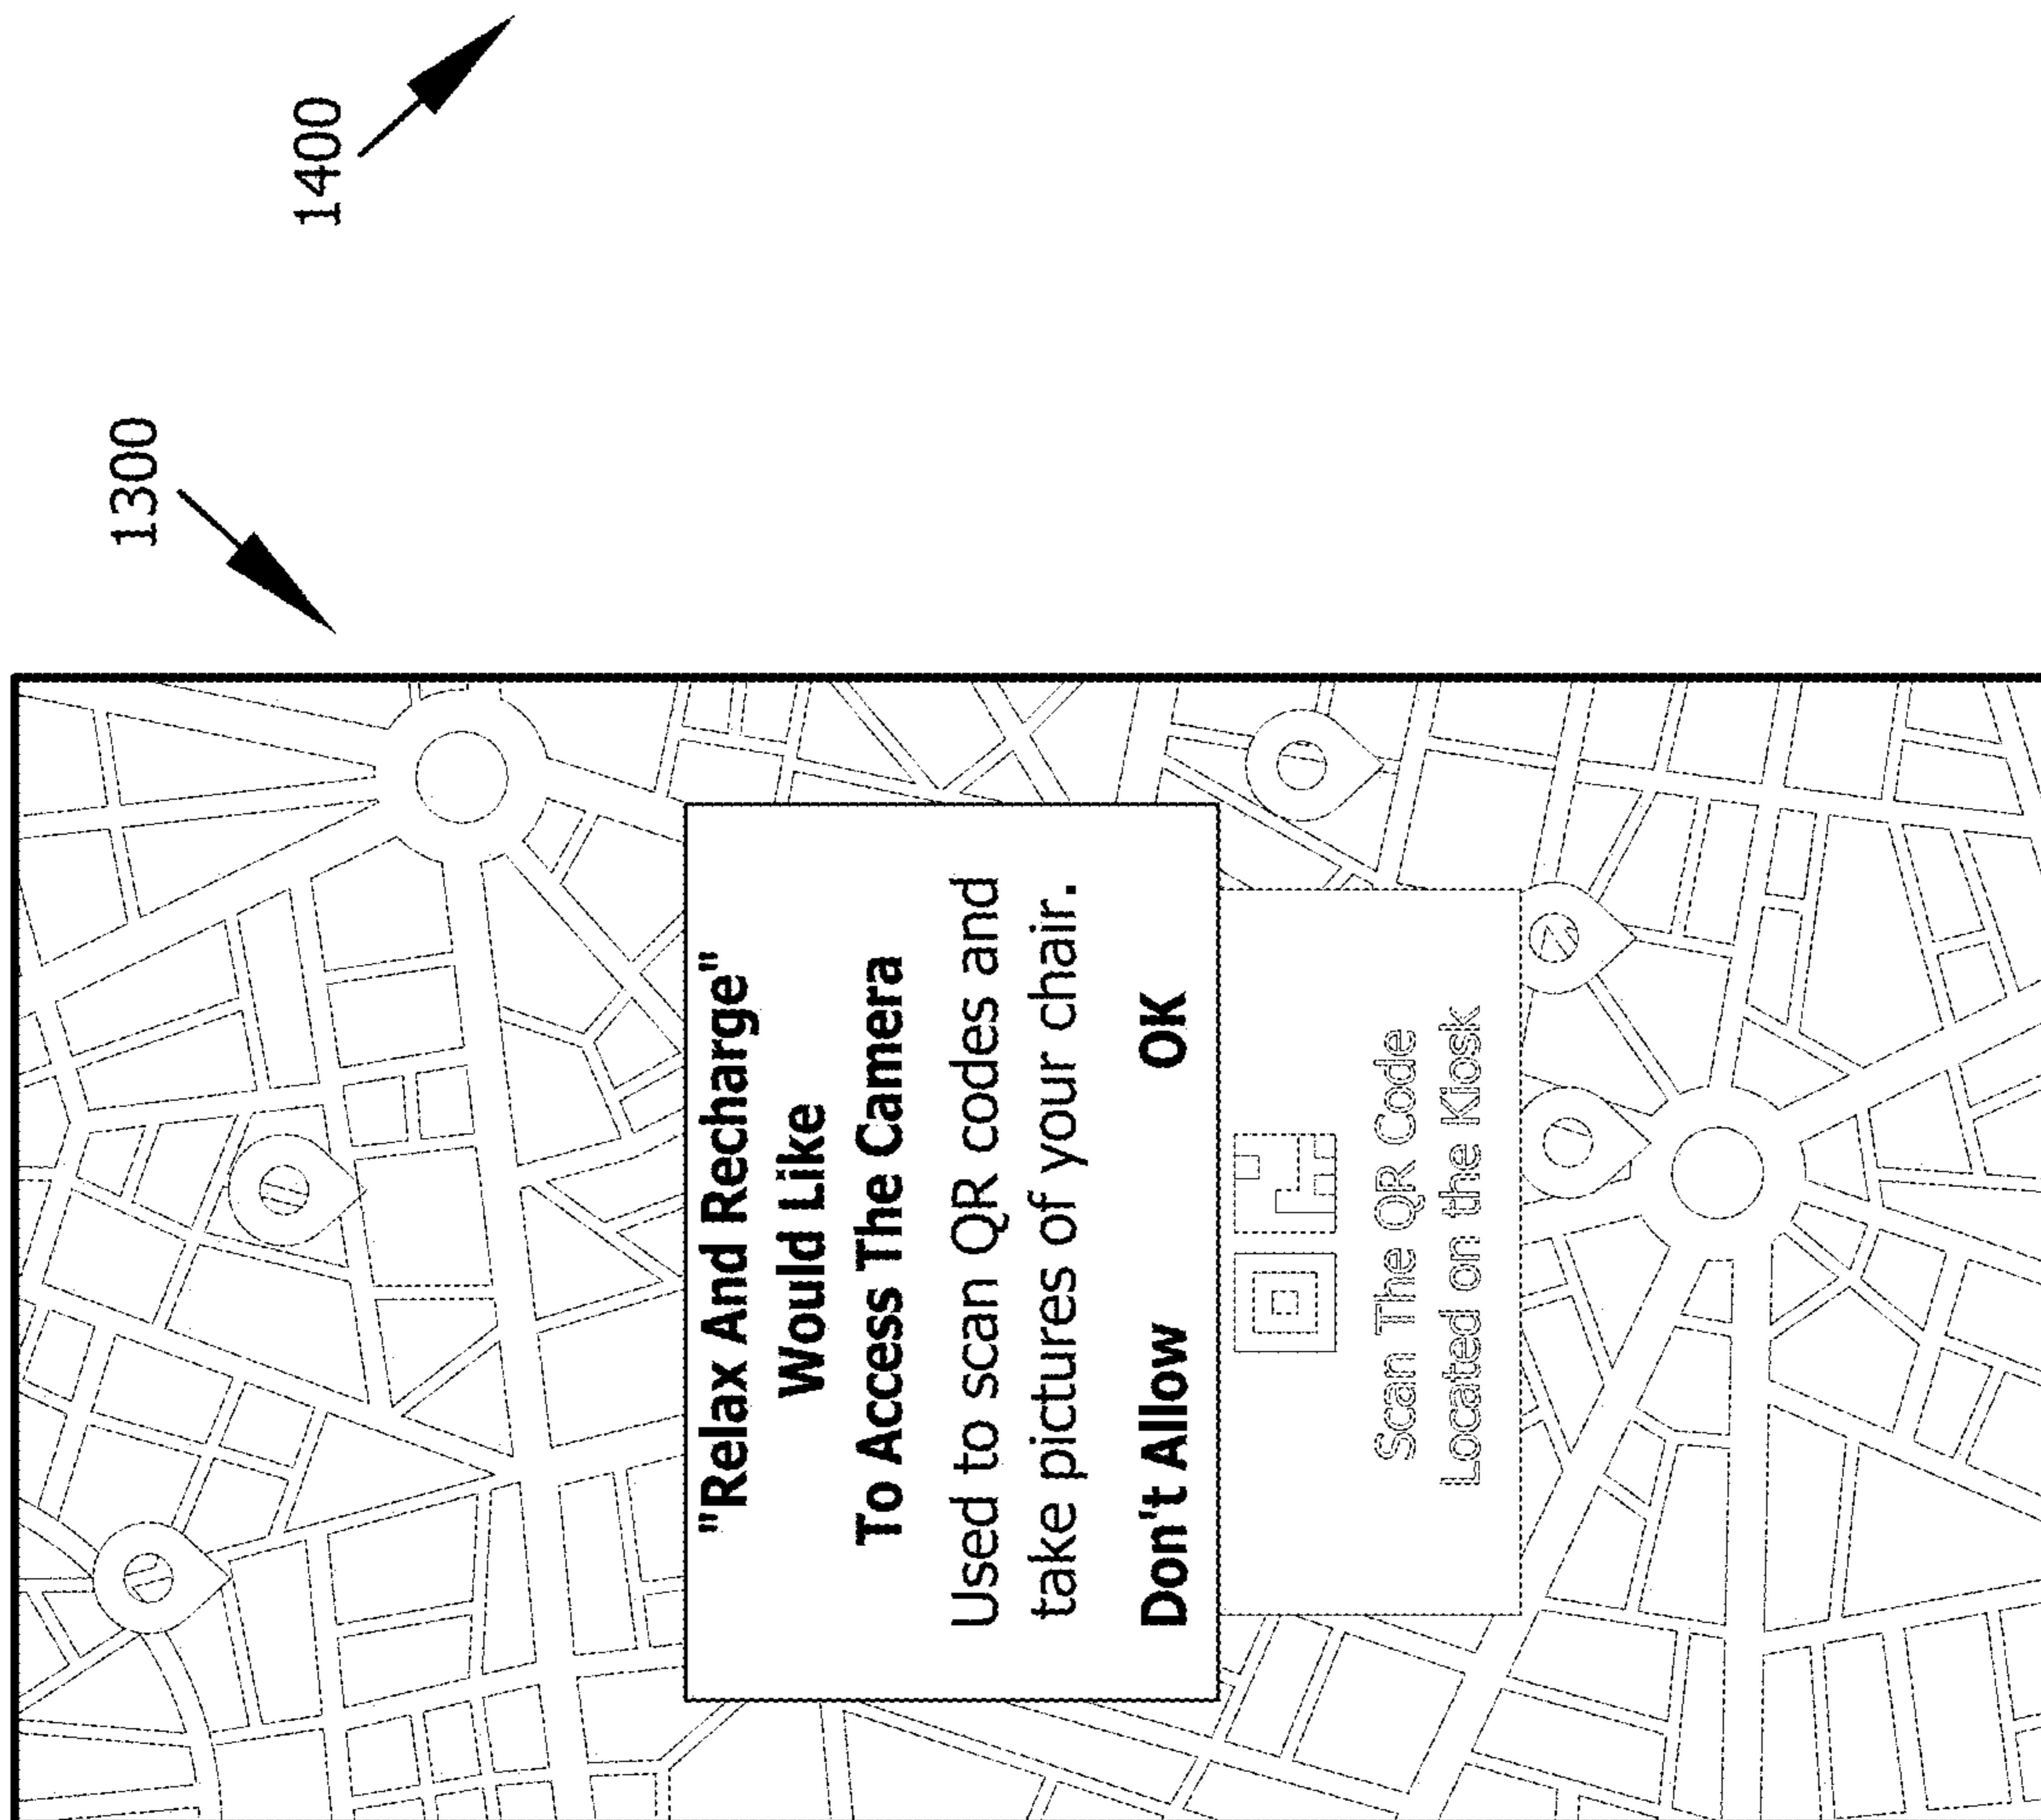 1300
1400
"Relax And Recharge"
Would Like
To Access The Camera
Used to scan QR codes and
take pictures of your chair.
Don't Allow OK
Scan The QR Code
Located on the Kiosk